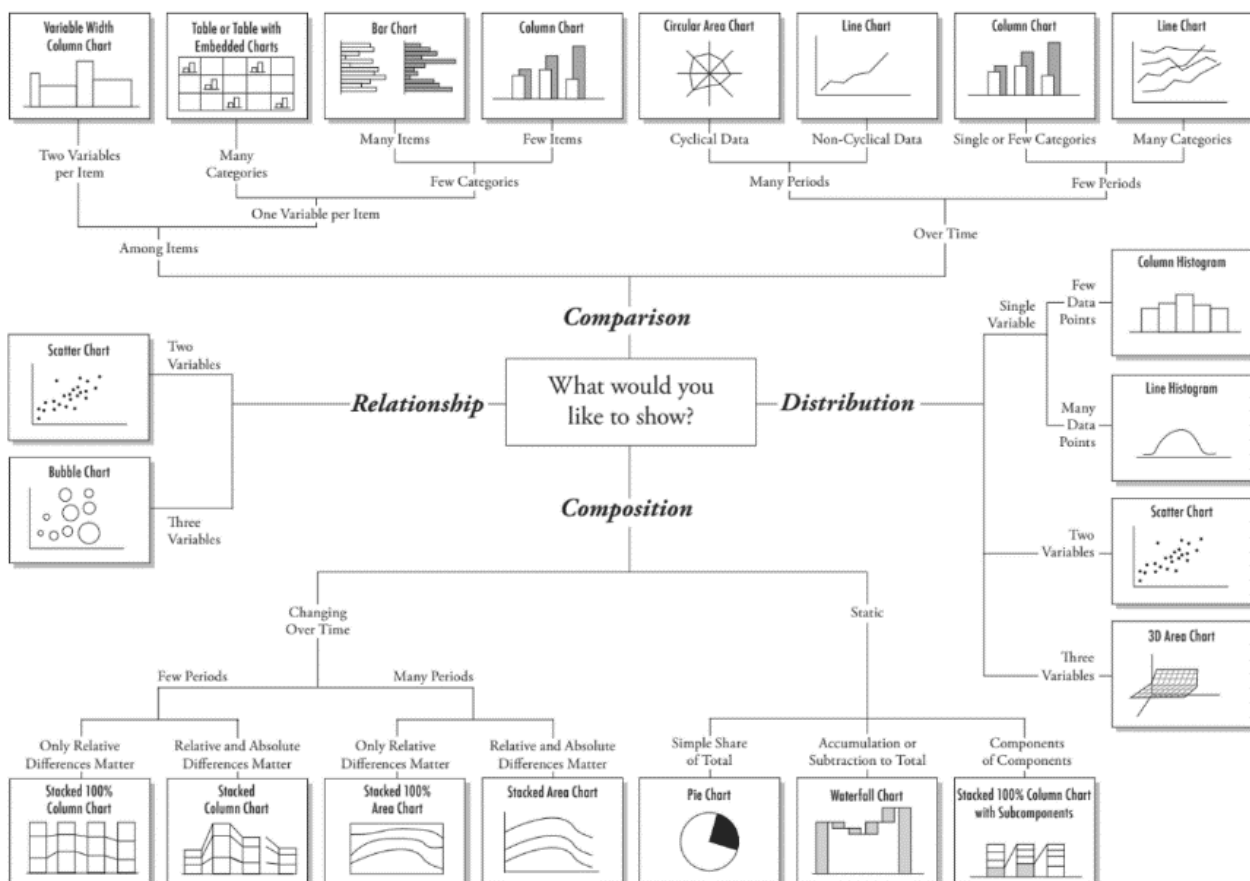 Variable Width
Column Chart
Table or Table with
Embedded Charts
Bar Chart
Column Chart
Circular Area Chart
Line Chart
Column Chart
Line Chart
Two Variables
per Item
Many
Categories
Many Items
Few Items
Cyclical Data
Non-Cyclical Data
Single or Few Categories
Many Categories
Few Categories
Many Periods
Few Periods
One Variable per Item
Over Time
Among Items
Comparison
What would you
like to show?
Relationship
Two
Variables
Scatter Chart
Three
Variables
Bubble Chart
Distribution
Single
Variable
Few
Data
Points
Column Histogram
Many
Data
Points
Line Histogram
Two
Variables
Scatter Chart
Three
Variables
3D Area Chart
Composition
Changing
Over Time
Static
Few Periods
Many Periods
Only Relative
Differences Matter
Relative and Absolute
Differences Matter
Only Relative
Differences Matter
Relative and Absolute
Differences Matter
Simple Share
of Total
Accumulation or
Subtraction to Total
Components
of Components
Stacked 100%
Column Chart
Stacked
Column Chart
Stacked 100%
Area Chart
Stacked Area Chart
Pie Chart
Waterfall Chart
Stacked 100% Column Chart
with Subcomponents